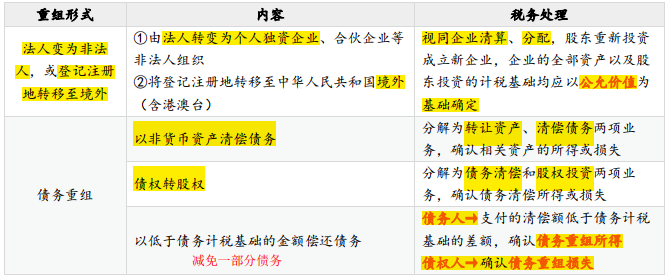 重组形式
内容
税务处理
法人变为非法
人，或登记注册
地转移至境外
①由法人转变为个人独资企业、合伙企业等
非法人组织
②将登记注册地转移至中华人民共和国境外
（含港澳台）
视同企业清算、分配，股东重新投资
成立新企业，企业的全部资产以及股
东投资的计税基础均应以公允价值为
基础确定
债务重组
以非货币资产清偿债务
分解为转让资产、清偿债务两项业
务，确认相关资产的所得或损失
债权转股权
分解为债务清偿和股权投资两项业
务，确认债务清偿所得或损失
以低于债务计税基础的金额偿还债务
减免一部分债务
债务人→支付的清偿额低于债务计税
基础的差额，确认债务重组所得
债权人→确认债务重组损失